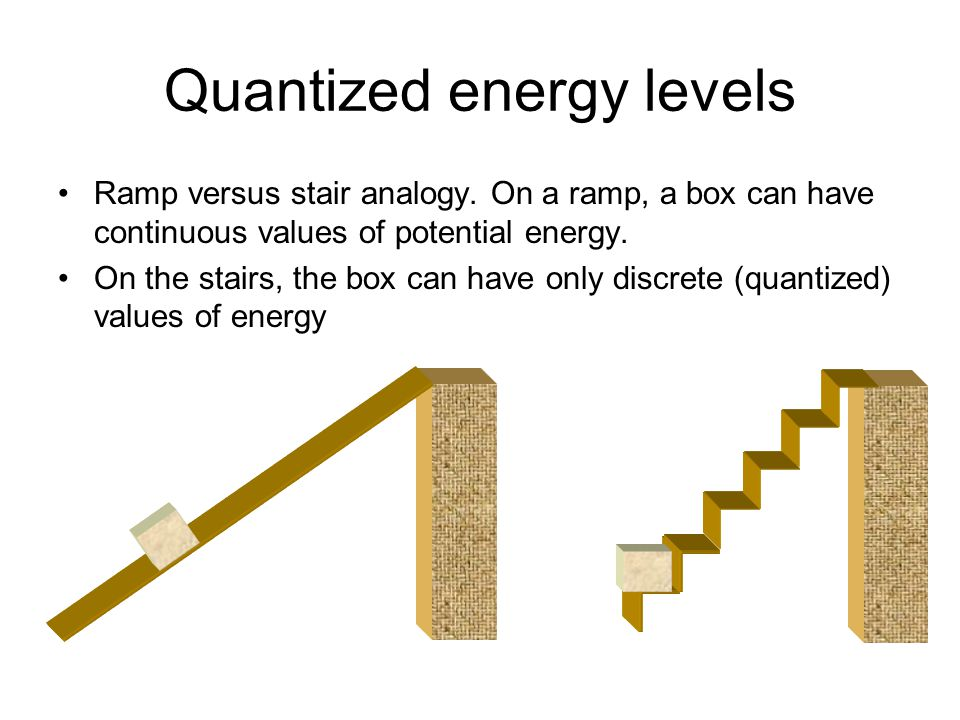 Quantized energy levels
• Ramp versus stair analogy. On a ramp, a box can have
continuous values of potential energy.
• On the stairs, the box can have only discrete (quantized)
values of energy